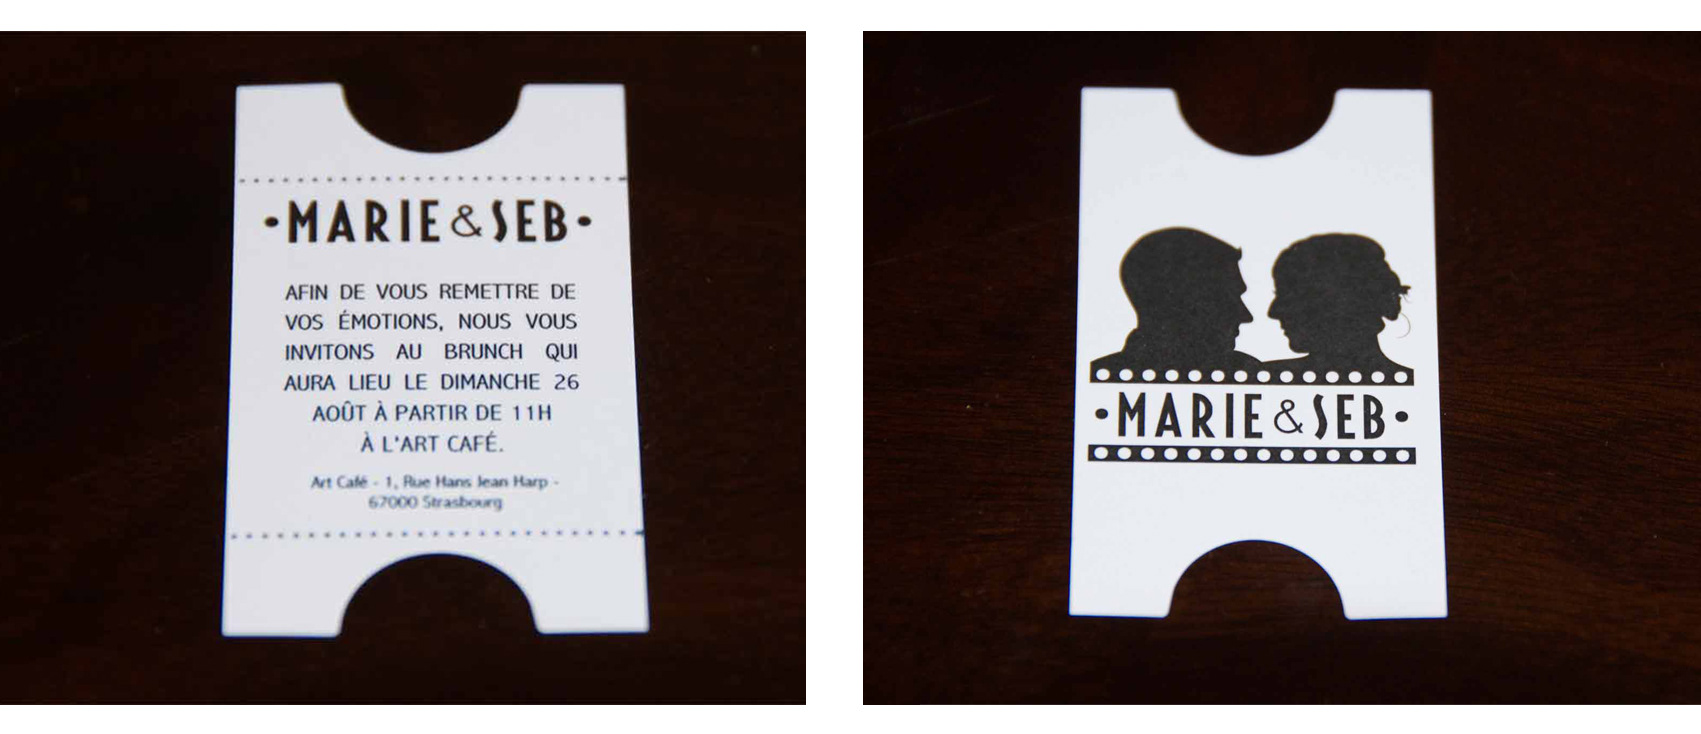 •MARIE & SEB•
AFIN DE VOUS REMETTRE DE
VOS ÉMOTIONS, NOUS VOUS
INVITONS AU BRUNCH QUI
AURA LIEU LE DIMANCHE 26
AOÛT À PARTIR DE 11H
À L'ART CAFÉ.
Art Café - 1, Rue Hans Jean Harp -
67000 Strasbourg
•MARIE & SEB•